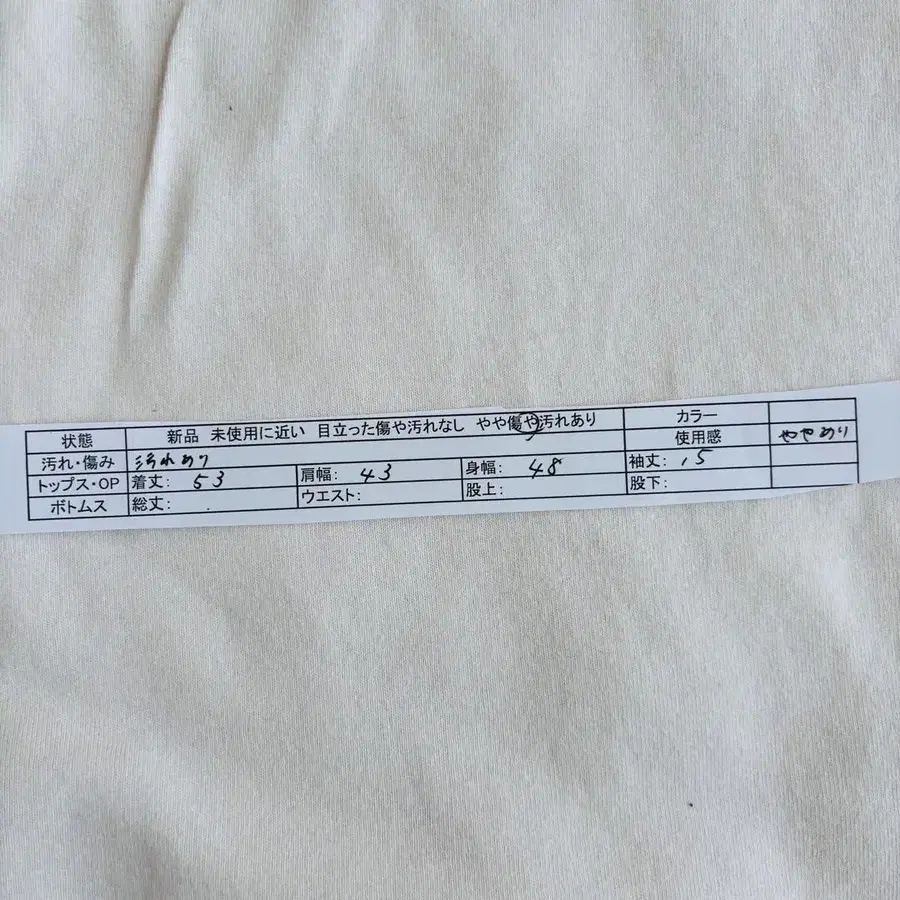 状態 新品 未使用に近い 目立った傷や汚れなし やや傷や汚れあり カラー
使用感 ややあり
汚れ・傷み 汚れあり
トップス・OP 着丈: 53 肩幅: 43 身幅: 48 袖丈: 15
ボトムス 総丈: ウエスト: 股上: 股下: